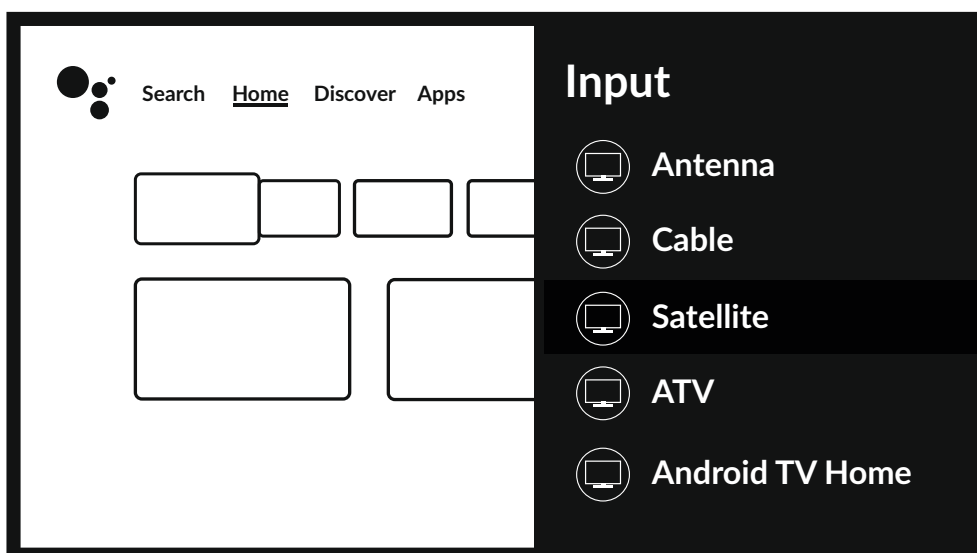 Search Home Discover Apps
Input
Antenna
Cable
Satellite
ATV
Android TV Home